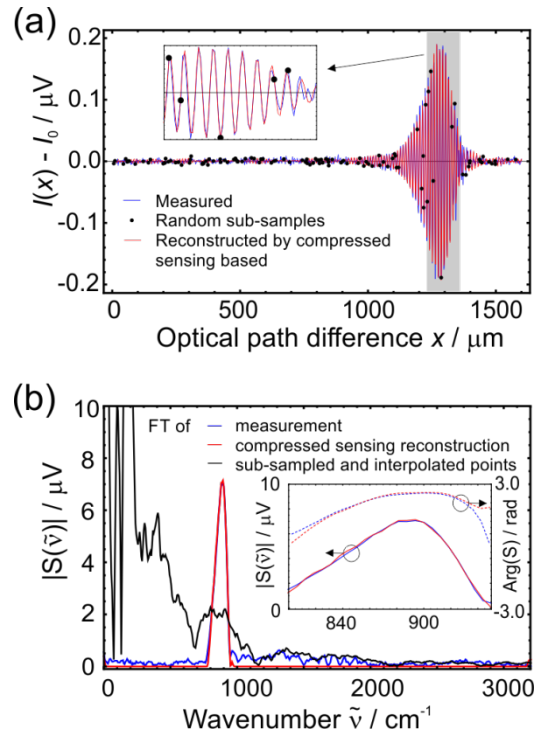 (a)
0.2
0.1
0.0
-0.1
-0.2
I(x) - I₀ / μV
Measured
Random sub-samples
Reconstructed by compressed
sensing based
0
500
1000
1500
Optical path difference x / μm
(b)
10
8
6
4
2
0
|S(ν̃)| / μV
FT of
measurement
compressed sensing reconstruction
sub-sampled and interpolated points
10
0
|S(ν̃)| / μV
3.0
-3.0
Arg(S) / rad
840
900
0
1000
2000
3000
Wavenumber ν̃ / cm⁻¹